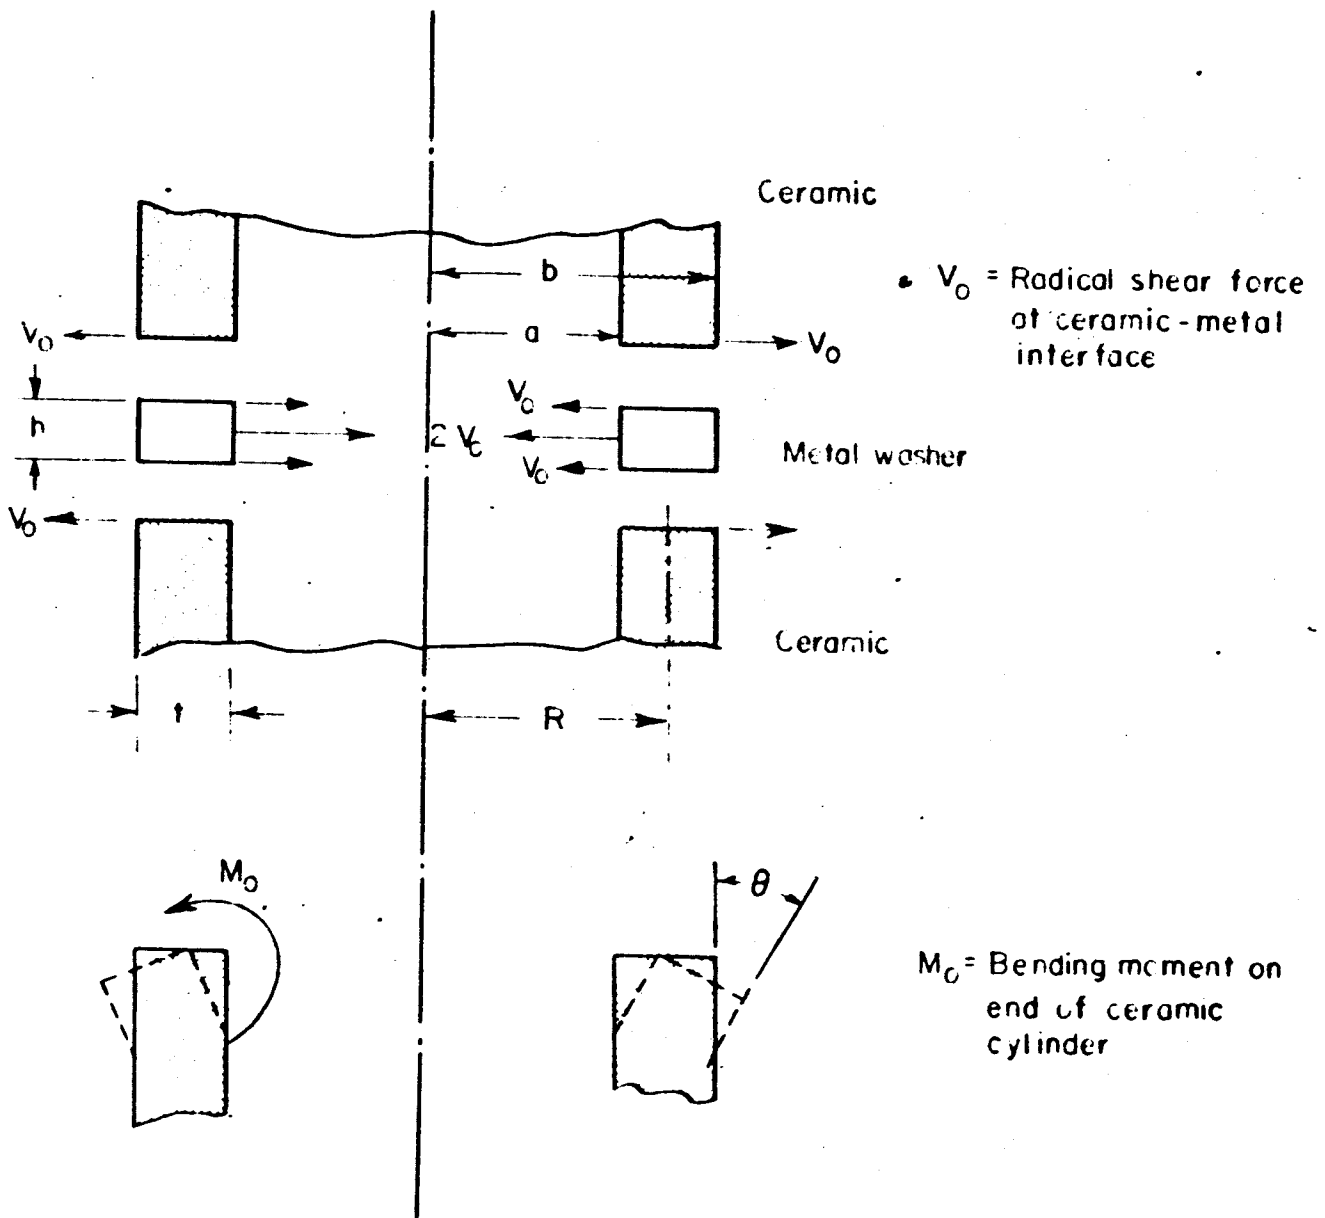 Ceramic
b
V₀ = Radical shear force
at ceramic-metal
interface
a
V₀
V₀
V₀
h
2 V₀
Metal washer
V₀
V₀
Ceramic
t
R
M₀
θ
M₀ = Bending moment on
end of ceramic
cylinder